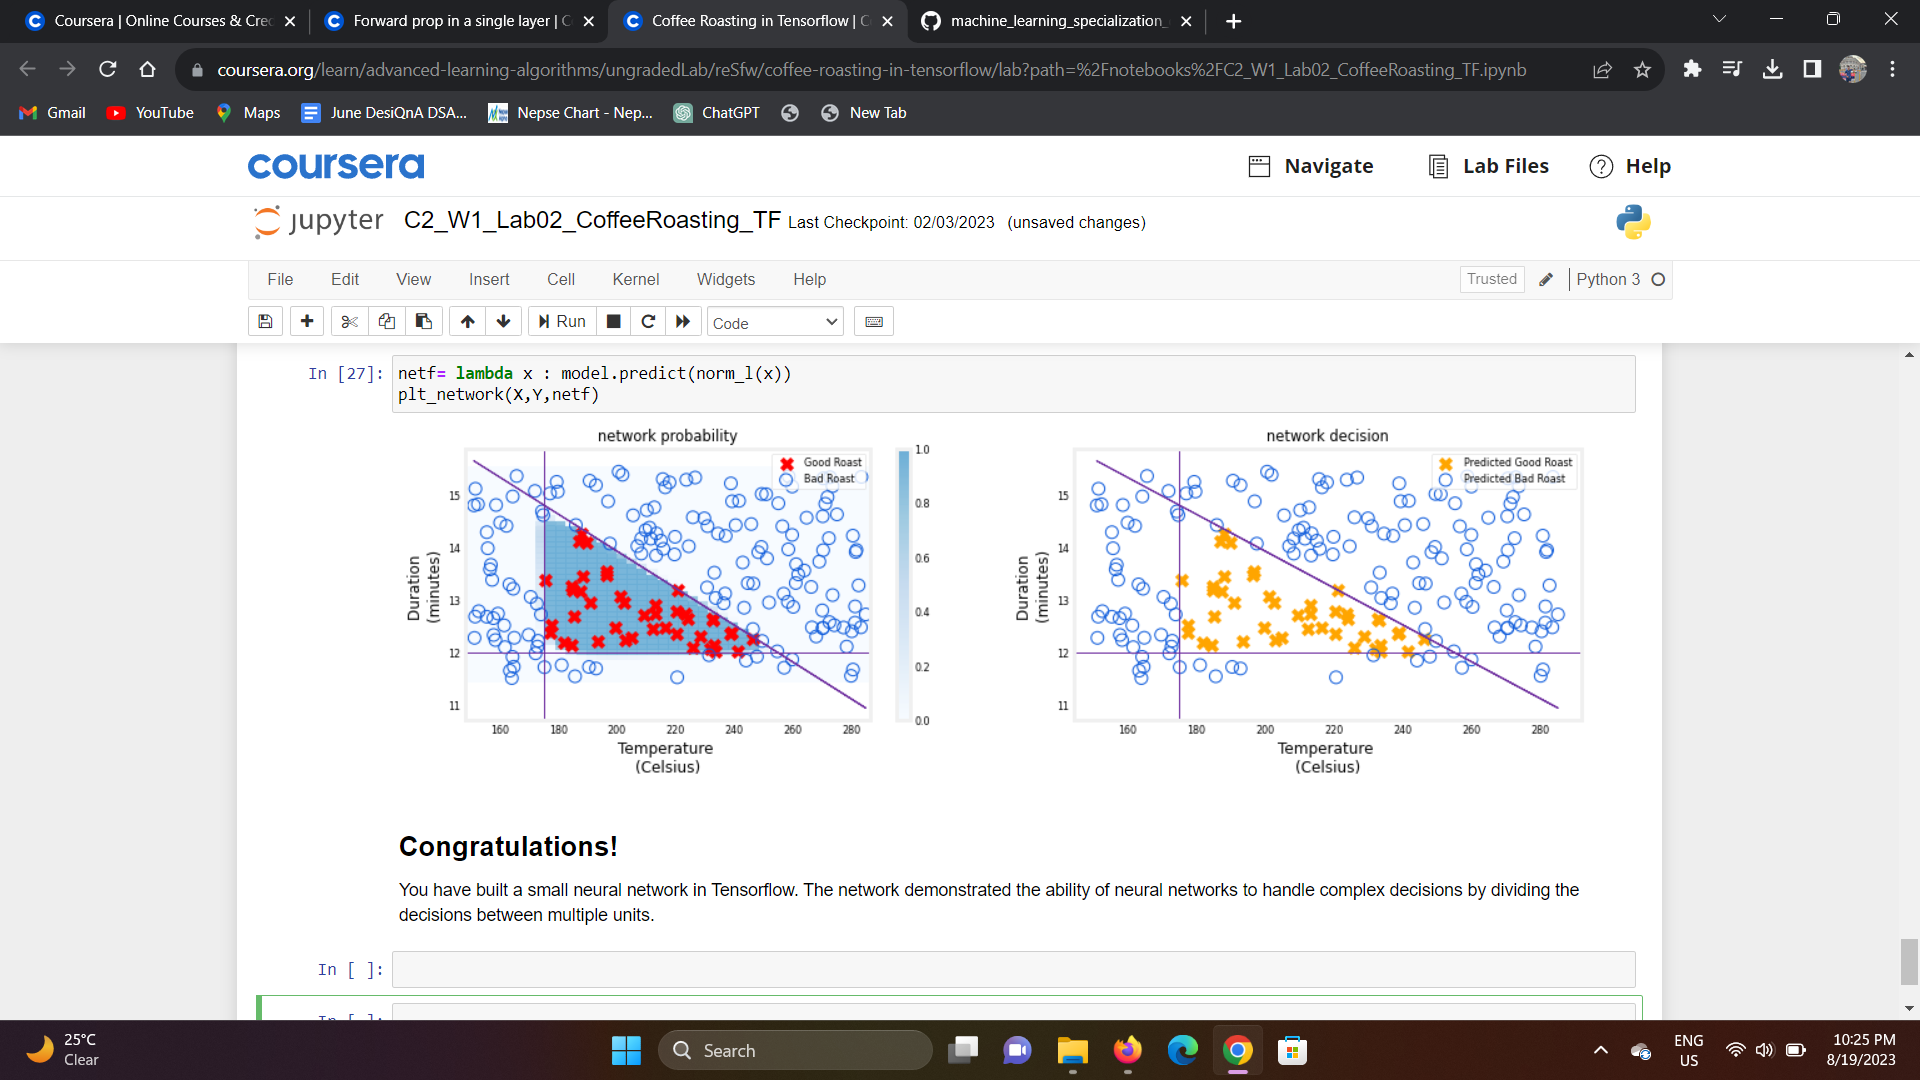 Coursera | Online Courses & Cre
Forward prop in a single layer | C
Coffee Roasting in Tensorflow | C
machine_learning_specialization_
coursera.org/learn/advanced-learning-algorithms/ungradedLab/reSfw/coffee-roasting-in-tensorflow/lab?path=%2Fnotebooks%2FC2_W1_Lab02_CoffeeRoasting_TF.ipynb
Gmail
YouTube
Maps
June DesiQnA DSA...
Nepse Chart - Nep...
ChatGPT
New Tab
coursera
Navigate
Lab Files
Help
jupyter
C2_W1_Lab02_CoffeeRoasting_TF
Last Checkpoint: 02/03/2023
(unsaved changes)
File
Edit
View
Insert
Cell
Kernel
Widgets
Help
Trusted
Python 3
Run
Code
In [27]:
netf= lambda x : model.predict(norm_l(x))
plt_network(X,Y,netf)
network probability
Good Roast
Bad Roast
15
14
13
12
11
Duration
(minutes)
160
180
200
220
240
260
280
Temperature
(Celsius)
1.0
0.8
0.6
0.4
0.2
0.0
network decision
Predicted Good Roast
Predicted Bad Roast
15
14
13
12
11
Duration
(minutes)
160
180
200
220
240
260
280
Temperature
(Celsius)
Congratulations!
You have built a small neural network in Tensorflow. The network demonstrated the ability of neural networks to handle complex decisions by dividing the
decisions between multiple units.
In [ ]:
In [ ]:
25°C
Clear
Search
ENG
US
10:25 PM
8/19/2023